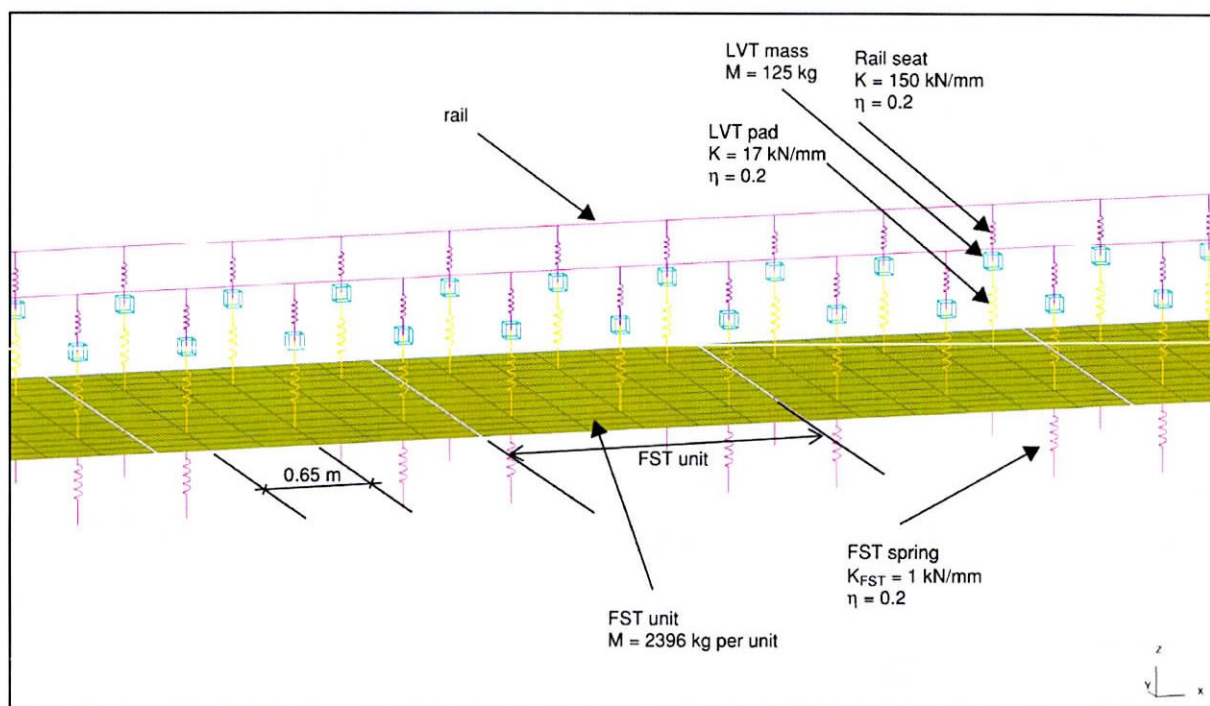 LVT mass
M = 125 kg
Rail seat
K = 150 kN/mm
η = 0.2
rail
LVT pad
K = 17 kN/mm
η = 0.2
FST unit
0.65 m
FST spring
K_FST = 1 kN/mm
η = 0.2
FST unit
M = 2396 kg per unit
Z
Y
X